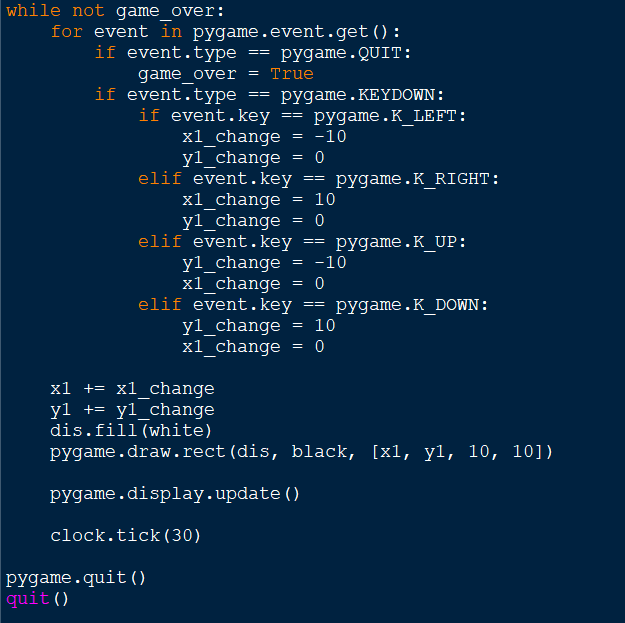 while not game_over:
    for event in pygame.event.get():
        if event.type == pygame.QUIT:
            game_over = True
        if event.type == pygame.KEYDOWN:
            if event.key == pygame.K_LEFT:
                x1_change = -10
                y1_change = 0
            elif event.key == pygame.K_RIGHT:
                x1_change = 10
                y1_change = 0
            elif event.key == pygame.K_UP:
                y1_change = -10
                x1_change = 0
            elif event.key == pygame.K_DOWN:
                y1_change = 10
                x1_change = 0
    x1 += x1_change
    y1 += y1_change
    dis.fill(white)
    pygame.draw.rect(dis, black, [x1, y1, 10, 10])
    pygame.display.update()
    clock.tick(30)
pygame.quit()
quit()